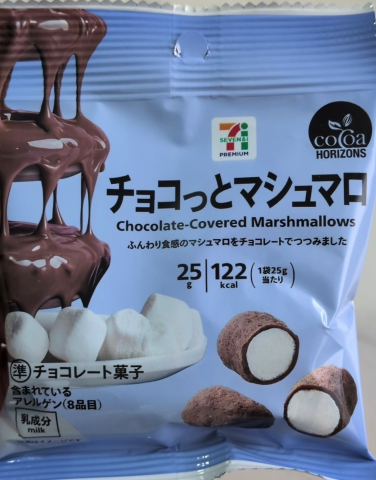 7
SEVEN&i
PREMIUM
cocoa
HORIZONS
チョコっとマシュマロ
Chocolate-Covered Marshmallows
ふんわり食感のマシュマロをチョコレートでつつみました
25g 122kcal (1袋25g当たり)
準 チョコレート菓子
含まれている
アレルゲン(8品目)
乳成分
milk